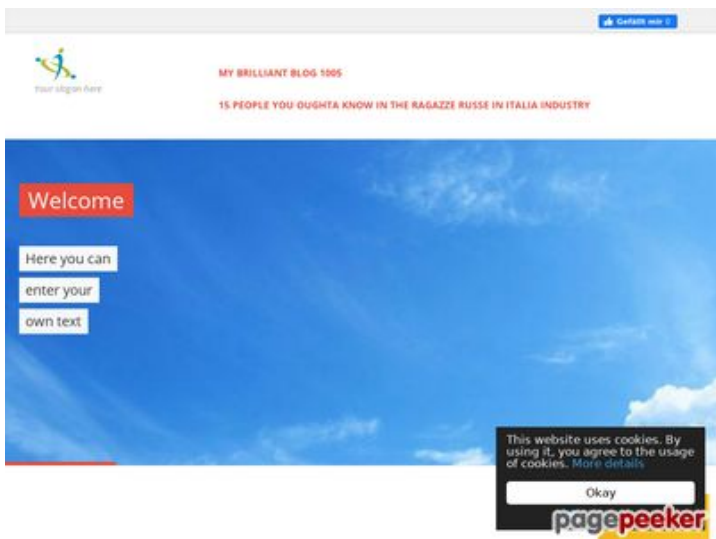 Gefällt mir 0
Your slogan here
MY BRILLIANT BLOG 1005
15 PEOPLE YOU OUGHTA KNOW IN THE RAGAZZE RUSSE IN ITALIA INDUSTRY
Welcome
Here you can
enter your
own text
This website uses cookies. By
using it, you agree to the usage
of cookies. More details
Okay
pagepeeker